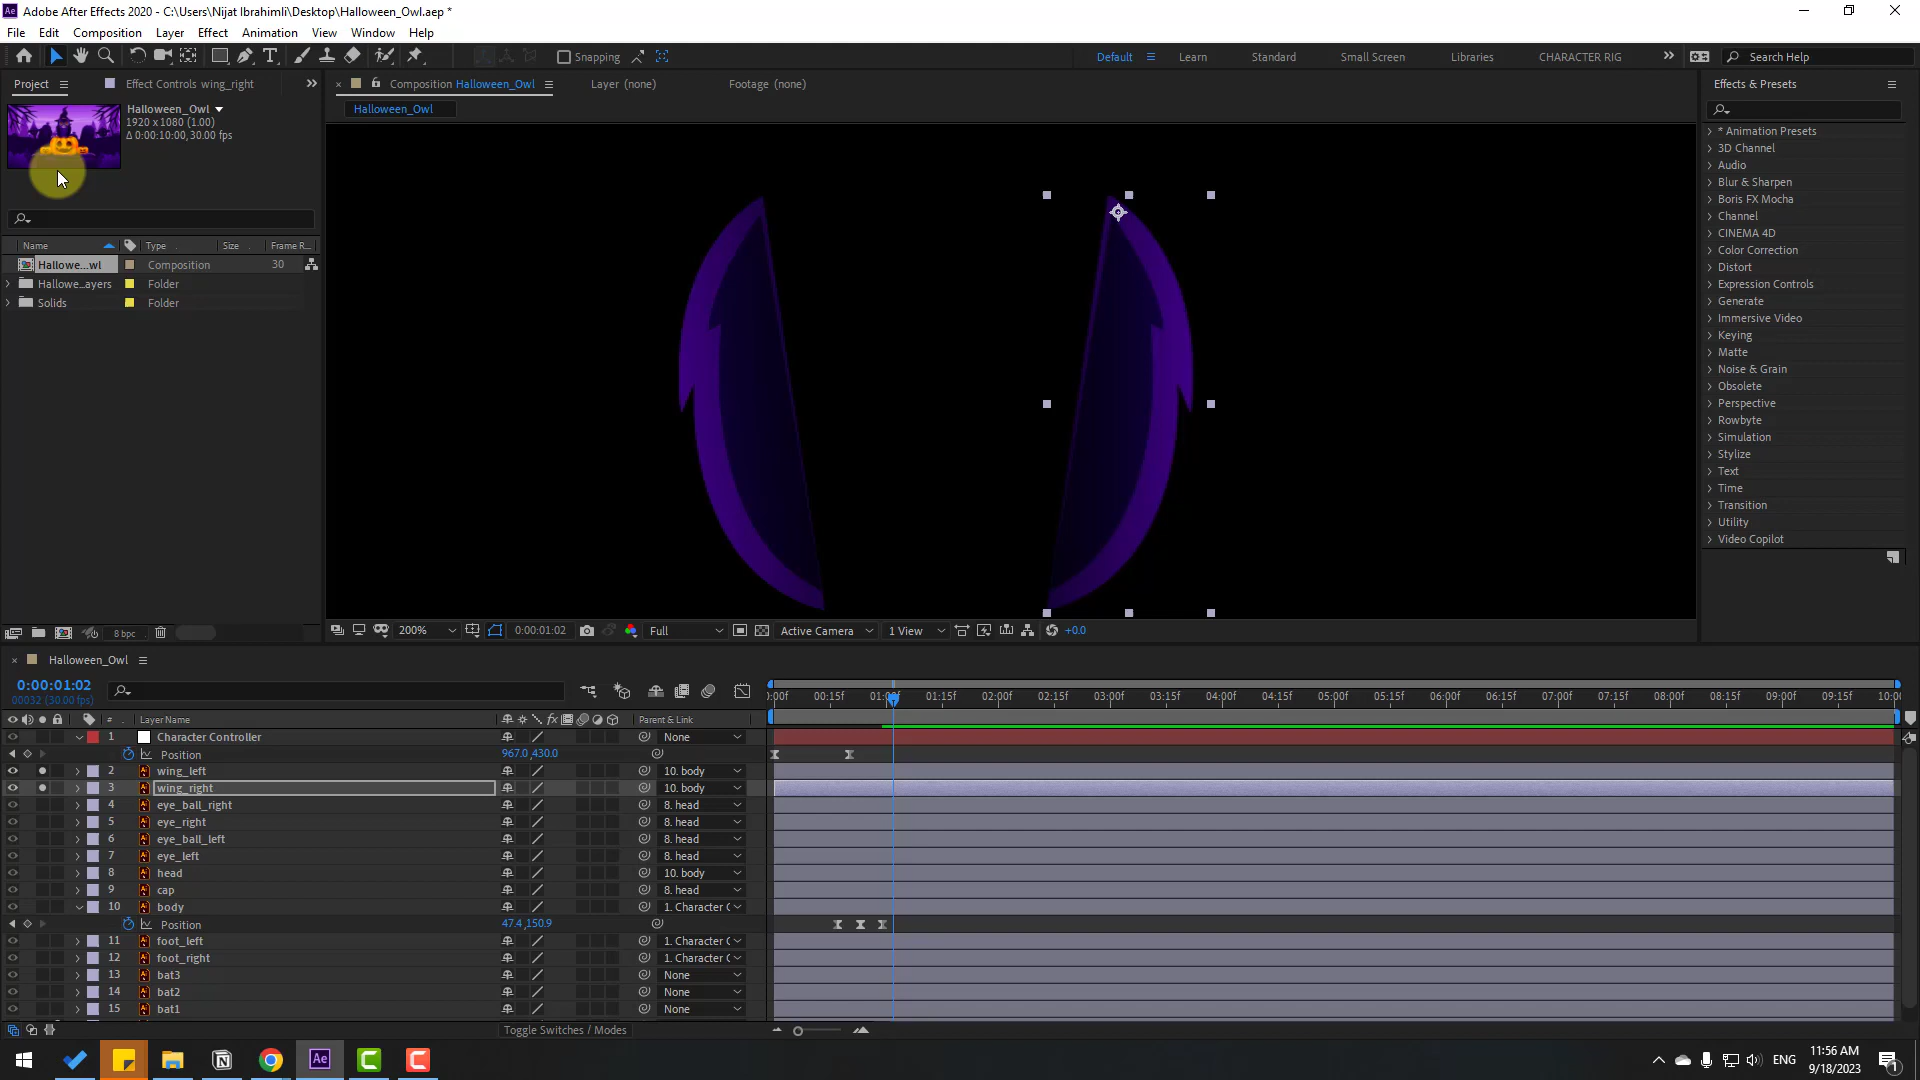 Adobe After Effects 2020 - C:\Users\Nijat Ibrahimli\Desktop\Halloween_Owl.aep *
File Edit Composition Layer Effect Animation View Window Help
Snapping
Default Learn Standard Small Screen Libraries CHARACTER RIG Search Help
Project Effect Controls wing_right
Composition Halloween_Owl Layer (none) Footage (none)
Effects & Presets
Halloween_Owl
1920 x 1080 (1.00)
Δ 0:00:10:00, 30.00 fps
Halloween_Owl
Name Type Size Frame R...
Hallowe...wl Composition 30
Hallowe...ayers Folder
Solids Folder
* Animation Presets
3D Channel
Audio
Blur & Sharpen
Boris FX Mocha
Channel
CINEMA 4D
Color Correction
Distort
Expression Controls
Generate
Immersive Video
Keying
Matte
Noise & Grain
Obsolete
Perspective
Rowbyte
Simulation
Stylize
Text
Time
Transition
Utility
Video Copilot
8 bpc
200% 0:00:01:02 Full Active Camera 1 View +0.0
Halloween_Owl
0:00:01:02
00032 (30.00 fps)
:00f 00:15f 01:00f 01:15f 02:00f 02:15f 03:00f 03:15f 04:00f 04:15f 05:00f 05:15f 06:00f 06:15f 07:00f 07:15f 08:00f 08:15f 09:00f 09:15f 10:00
# Layer Name Parent & Link
1 Character Controller None
Position 967.0,430.0
2 wing_left 10. body
3 wing_right 10. body
4 eye_ball_right 8. head
5 eye_right 8. head
6 eye_ball_left 8. head
7 eye_left 8. head
8 head 10. body
9 cap 8. head
10 body 1. Character C
Position 47.4,150.9
11 foot_left 1. Character C
12 foot_right 1. Character C
13 bat3 None
14 bat2 None
15 bat1 None
Toggle Switches / Modes
ENG
11:56 AM
9/18/2023
1